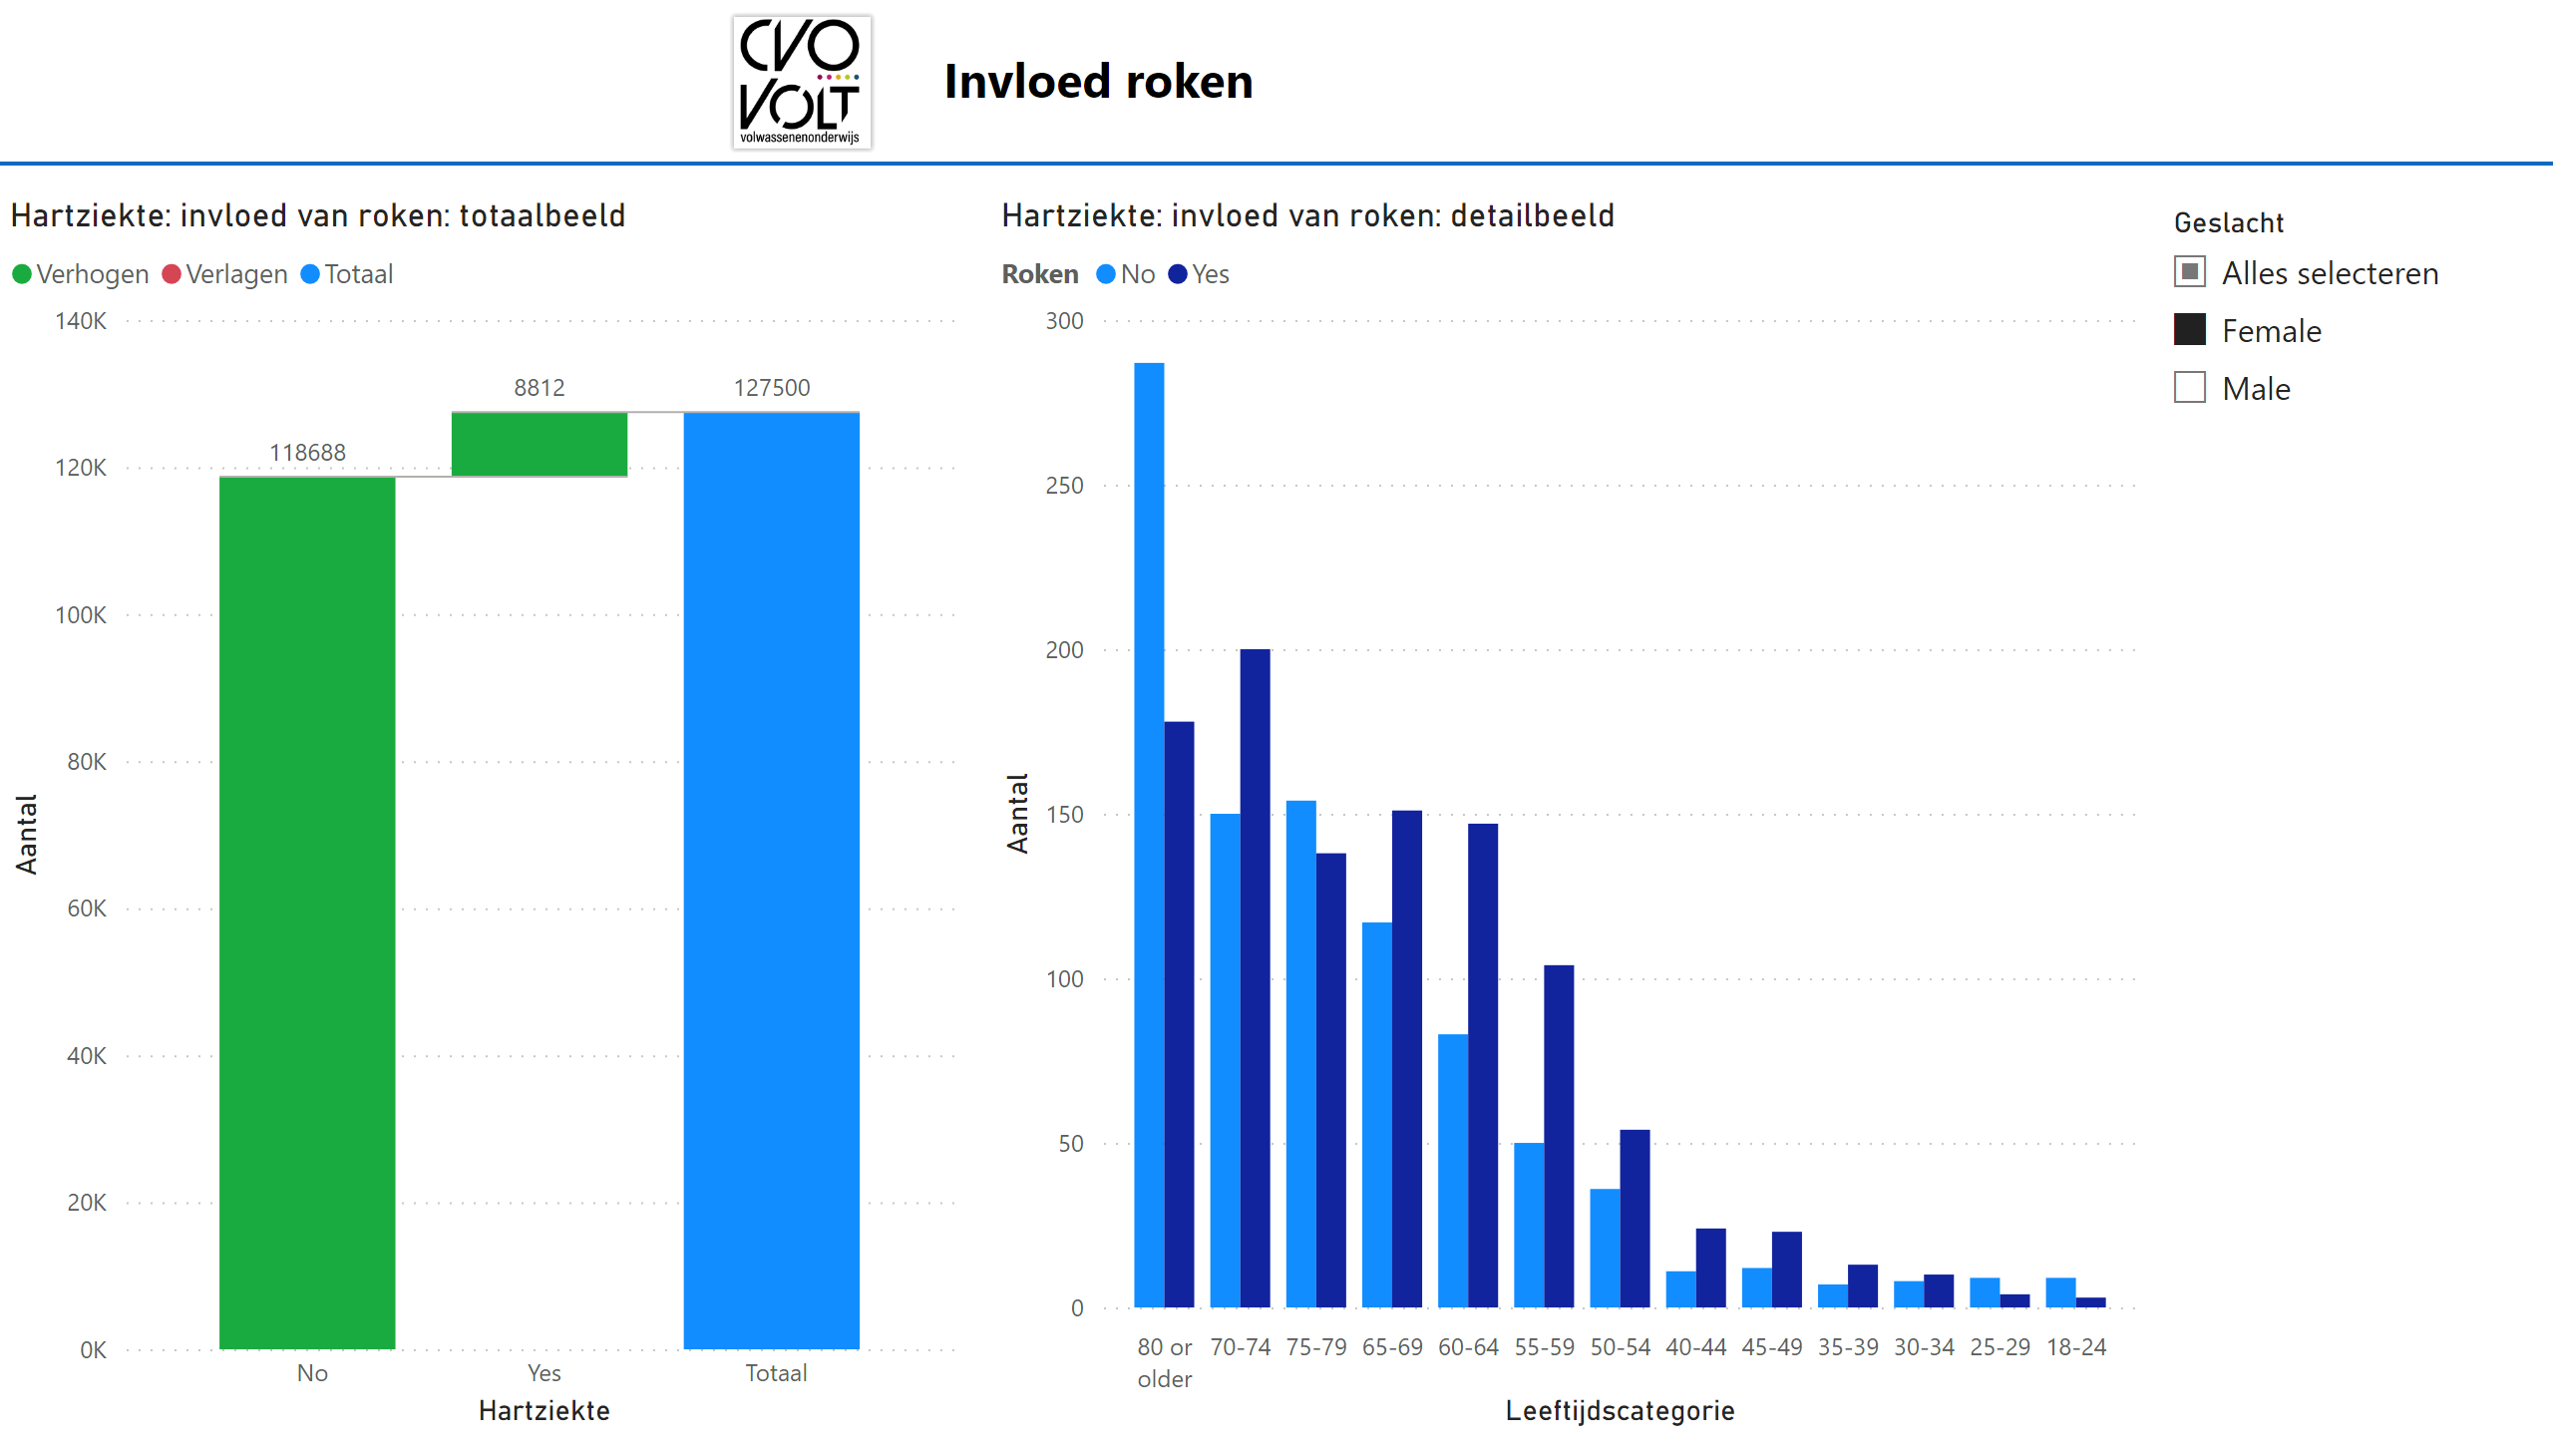 CVO
VOLT
volwassenenonderwijs
Invloed roken
Hartziekte: invloed van roken: totaalbeeld
Verhogen Verlagen Totaal
140K
120K
100K
80K
60K
40K
20K
0K
Aantal
118688
8812
127500
No Yes Totaal
Hartziekte
Hartziekte: invloed van roken: detailbeeld
Roken No Yes
300
250
200
150
100
50
0
Aantal
80 or older 70-74 75-79 65-69 60-64 55-59 50-54 40-44 45-49 35-39 30-34 25-29 18-24
Leeftijdscategorie
Geslacht
Alles selecteren
Female
Male